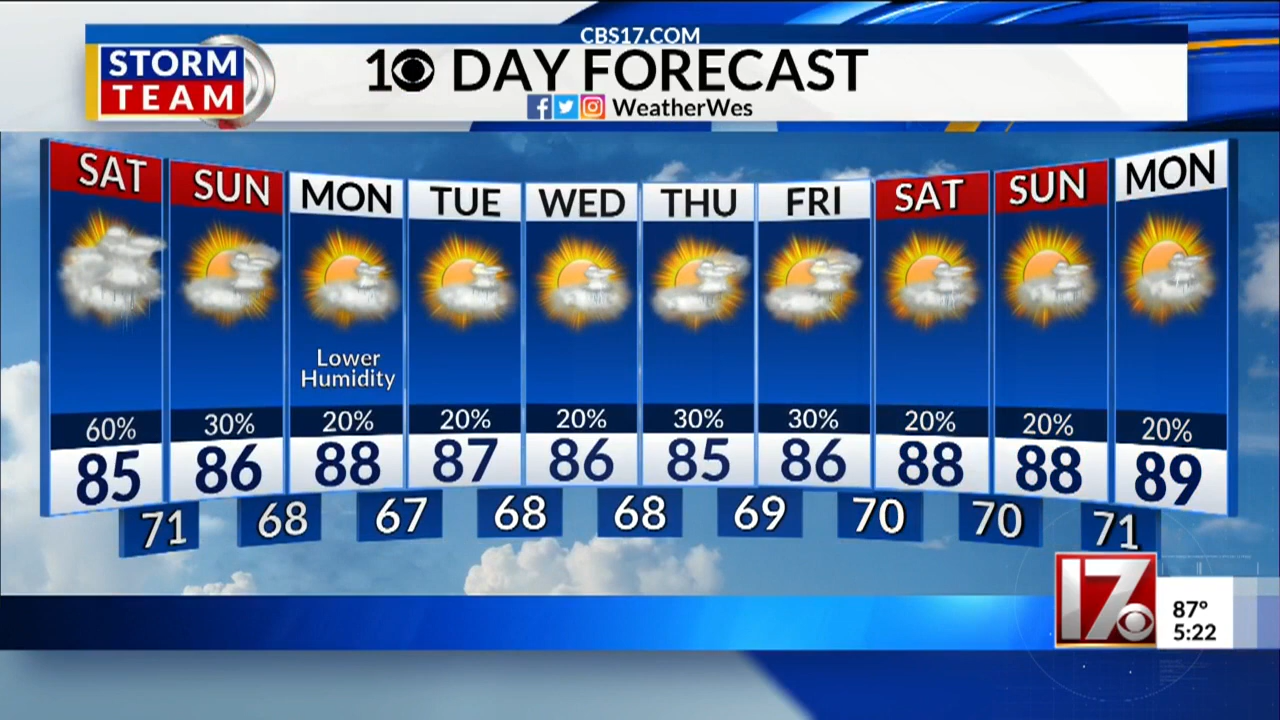 CBS17.COM
STORM
TEAM
10 DAY FORECAST
WeatherWes
SAT SUN MON TUE WED THU FRI SAT SUN MON
Lower
Humidity
60% 30% 20% 20% 20% 30% 30% 20% 20% 20%
85 86 88 87 86 85 86 88 88 89
71 68 67 68 68 69 70 70 71
17
87°
5:22